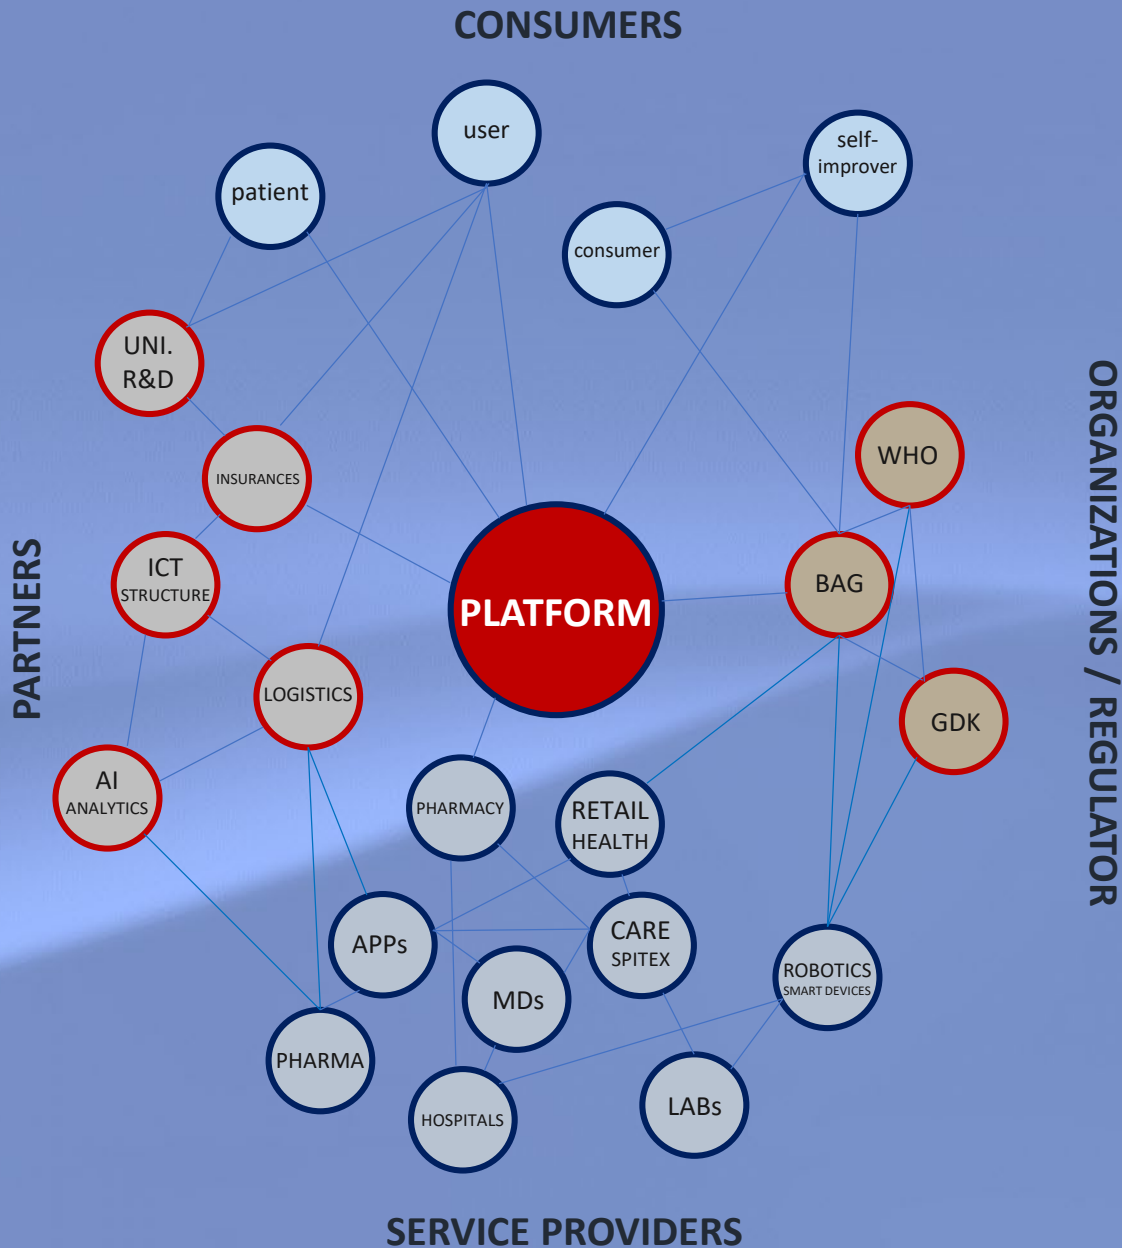 CONSUMERS
user
self-
improver
patient
consumer
UNI.
R&D
WHO
INSURANCES
ICT
STRUCTURE
BAG
PLATFORM
PARTNERS
ORGANIZATIONS / REGULATOR
LOGISTICS
GDK
AI
ANALYTICS
PHARMACY
RETAIL
HEALTH
APPs
CARE
SPITEX
MDs
ROBOTICS
SMART DEVICES
PHARMA
HOSPITALS
LABs
SERVICE PROVIDERS